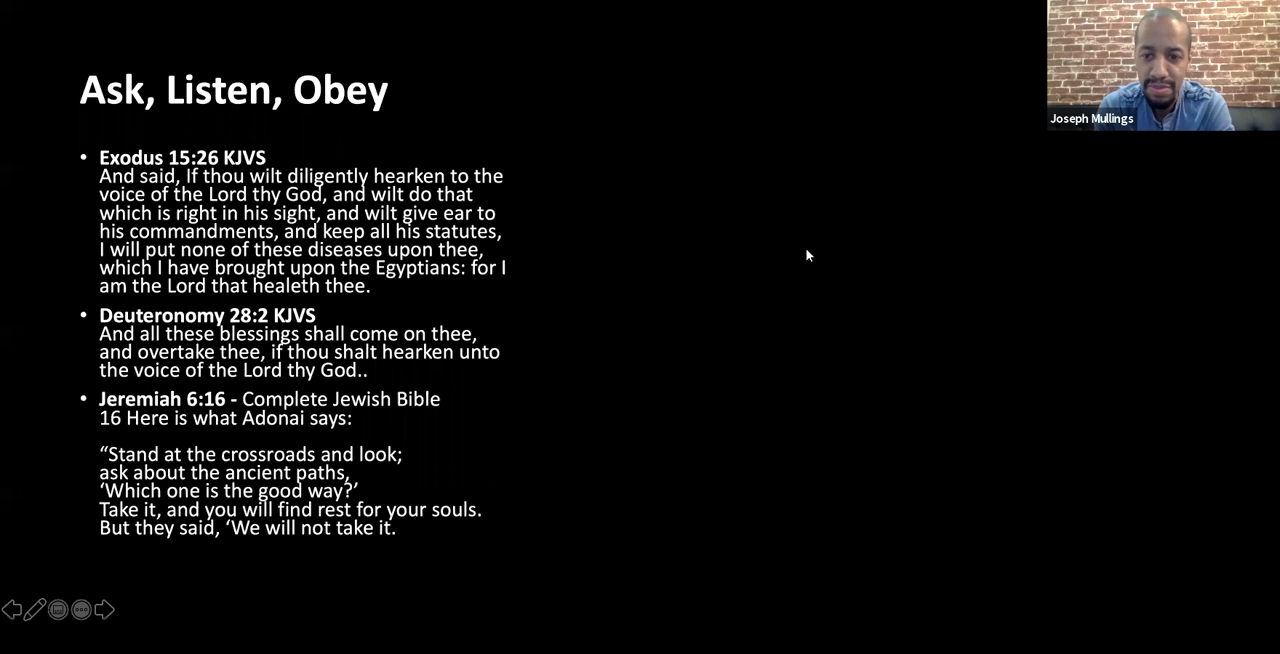 Ask, Listen, Obey
Joseph Mullings
• Exodus 15:26 KJVS
And said, If thou wilt diligently hearken to the
voice of the Lord thy God, and wilt do that
which is right in his sight, and wilt give ear to
his commandments, and keep all his statutes,
I will put none of these diseases upon thee,
which I have brought upon the Egyptians: for I
am the Lord that healeth thee.
• Deuteronomy 28:2 KJVS
And all these blessings shall come on thee,
and overtake thee, if thou shalt hearken unto
the voice of the Lord thy God..
• Jeremiah 6:16 - Complete Jewish Bible
16 Here is what Adonai says:
“Stand at the crossroads and look;
ask about the ancient paths,
‘Which one is the good way?’
Take it, and you will find rest for your souls.
But they said, ‘We will not take it.